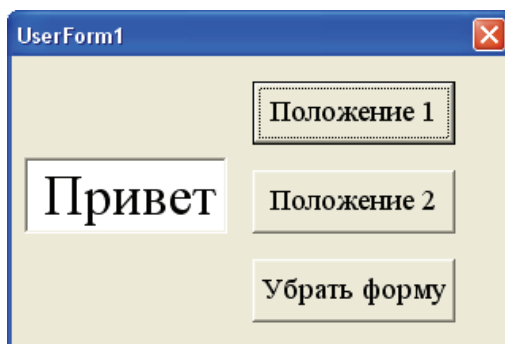 UserForm1
Положение 1
Привет
Положение 2
Убрать форму